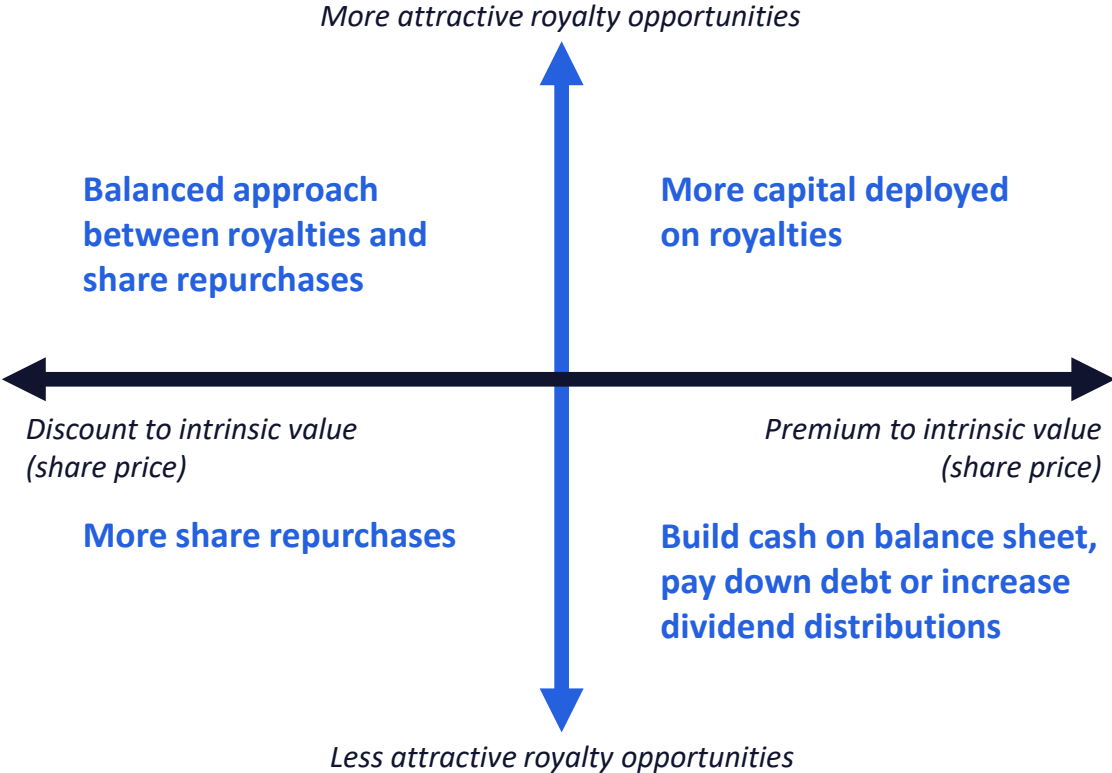 More attractive royalty opportunities
Balanced approach
between royalties and
share repurchases
More capital deployed
on royalties
Discount to intrinsic value
(share price)
Premium to intrinsic value
(share price)
More share repurchases
Build cash on balance sheet,
pay down debt or increase
dividend distributions
Less attractive royalty opportunities